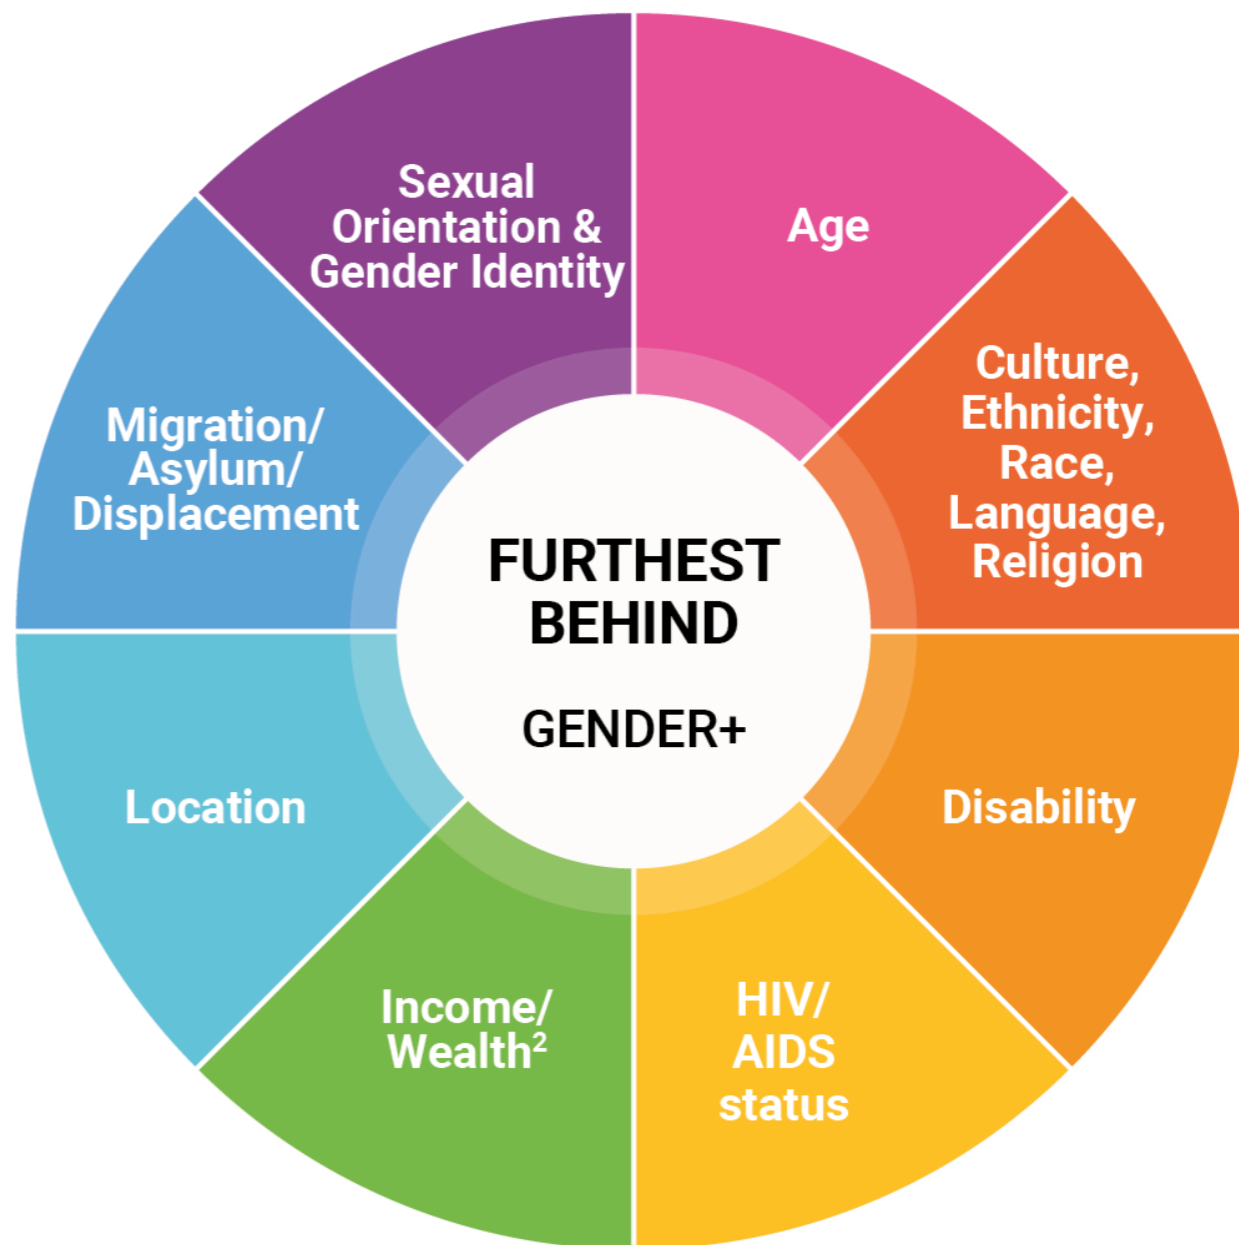 Sexual
Orientation &
Gender Identity
Age
Culture,
Ethnicity,
Race,
Language,
Religion
Migration/
Asylum/
Displacement
FURTHEST
BEHIND
GENDER+
Location
Disability
Income/
Wealth²
HIV/
AIDS
status